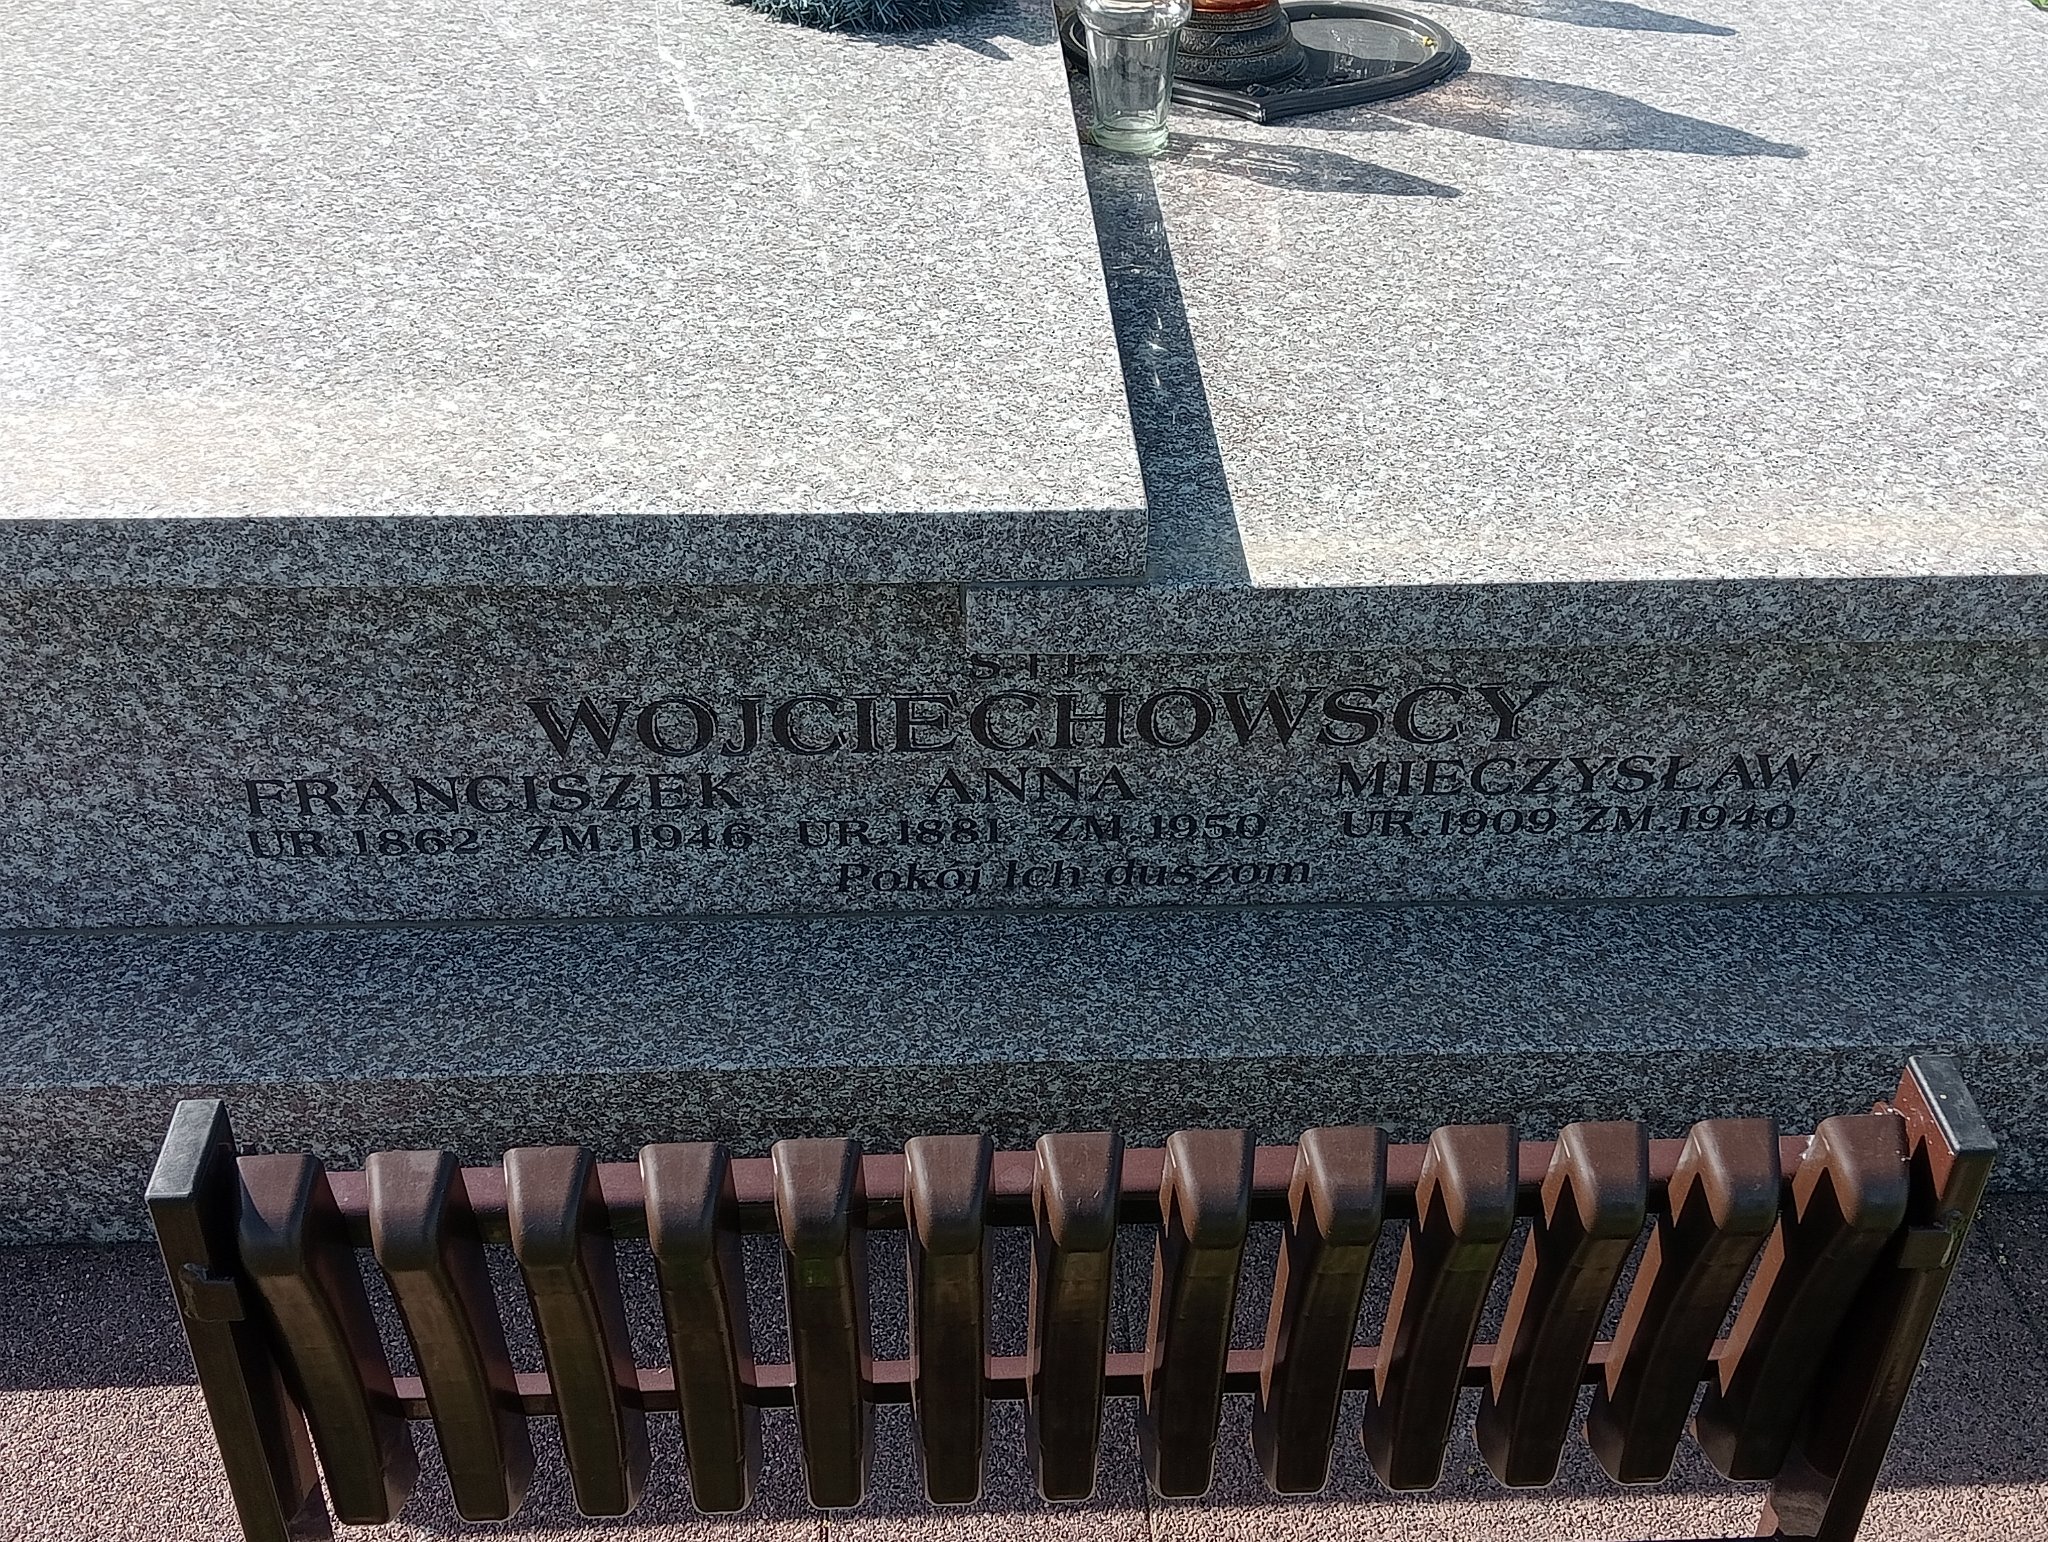 Ś†P.
WOJCIECHOWSCY
FRANCISZEK ANNA MIECZYSŁAW
UR.1862 ZM.1946 UR.1881 ZM.1950 UR.1909 ZM.1940
Pokój Ich duszom